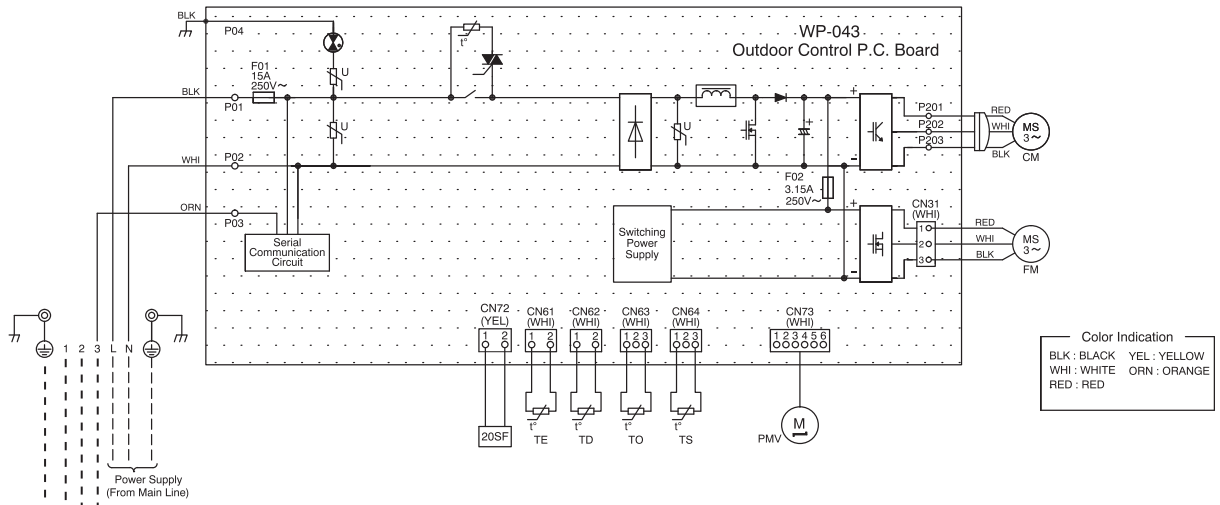 BLK
P04
WP-043
Outdoor Control P.C. Board
F01
15A
250V~
t°
U
BLK
P01
U
U
+
-
P201
P202
P203
RED
WHI
BLK
MS
3~
CM
WHI
P02
F02
3.15A
250V~
ORN
P03
Serial
Communication
Circuit
Switching
Power
Supply
+
-
CN31
(WHI)
1
2
3
RED
WHI
BLK
MS
3~
FM
CN72
(YEL)
1 2
CN61
(WHI)
1 2
CN62
(WHI)
1 2
CN63
(WHI)
1 2 3
CN64
(WHI)
1 2 3
CN73
(WHI)
1 2 3 4 5 6
20SF
t°
TE
t°
TD
t°
TO
t°
TS
PMV
M
1 2 3 L N
Power Supply
(From Main Line)
Color Indication
BLK : BLACK YEL : YELLOW
WHI : WHITE ORN : ORANGE
RED : RED